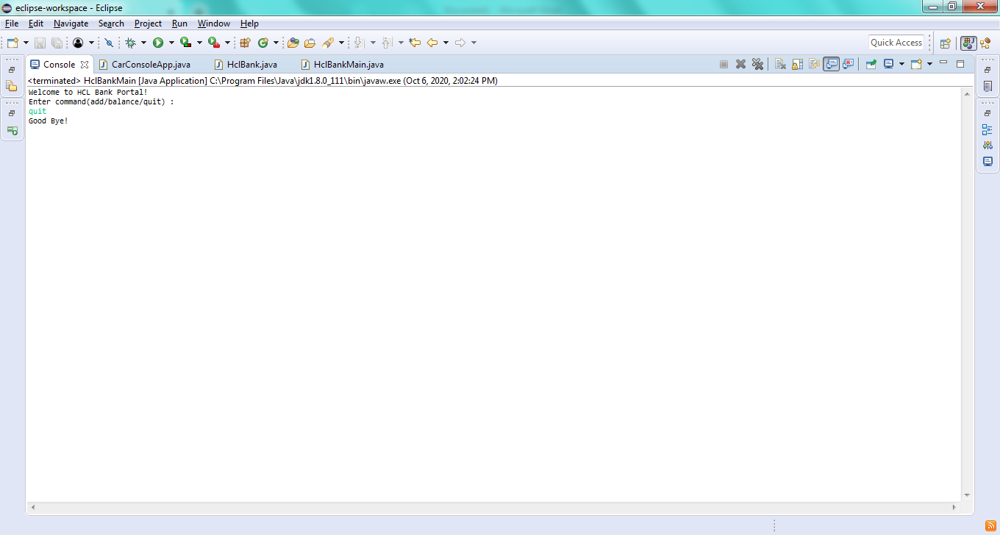 eclipse-workspace - Eclipse
File Edit Navigate Search Project Run Window Help
Quick Access
Console CarConsoleApp.java HclBank.java HclBankMain.java
<terminated> HclBankMain [Java Application] C:\Program Files\Java\jdk1.8.0_111\bin\javaw.exe (Oct 6, 2020, 2:02:24 PM)
Welcome to HCL Bank Portal!
Enter command(add/balance/quit) :
quit
Good Bye!